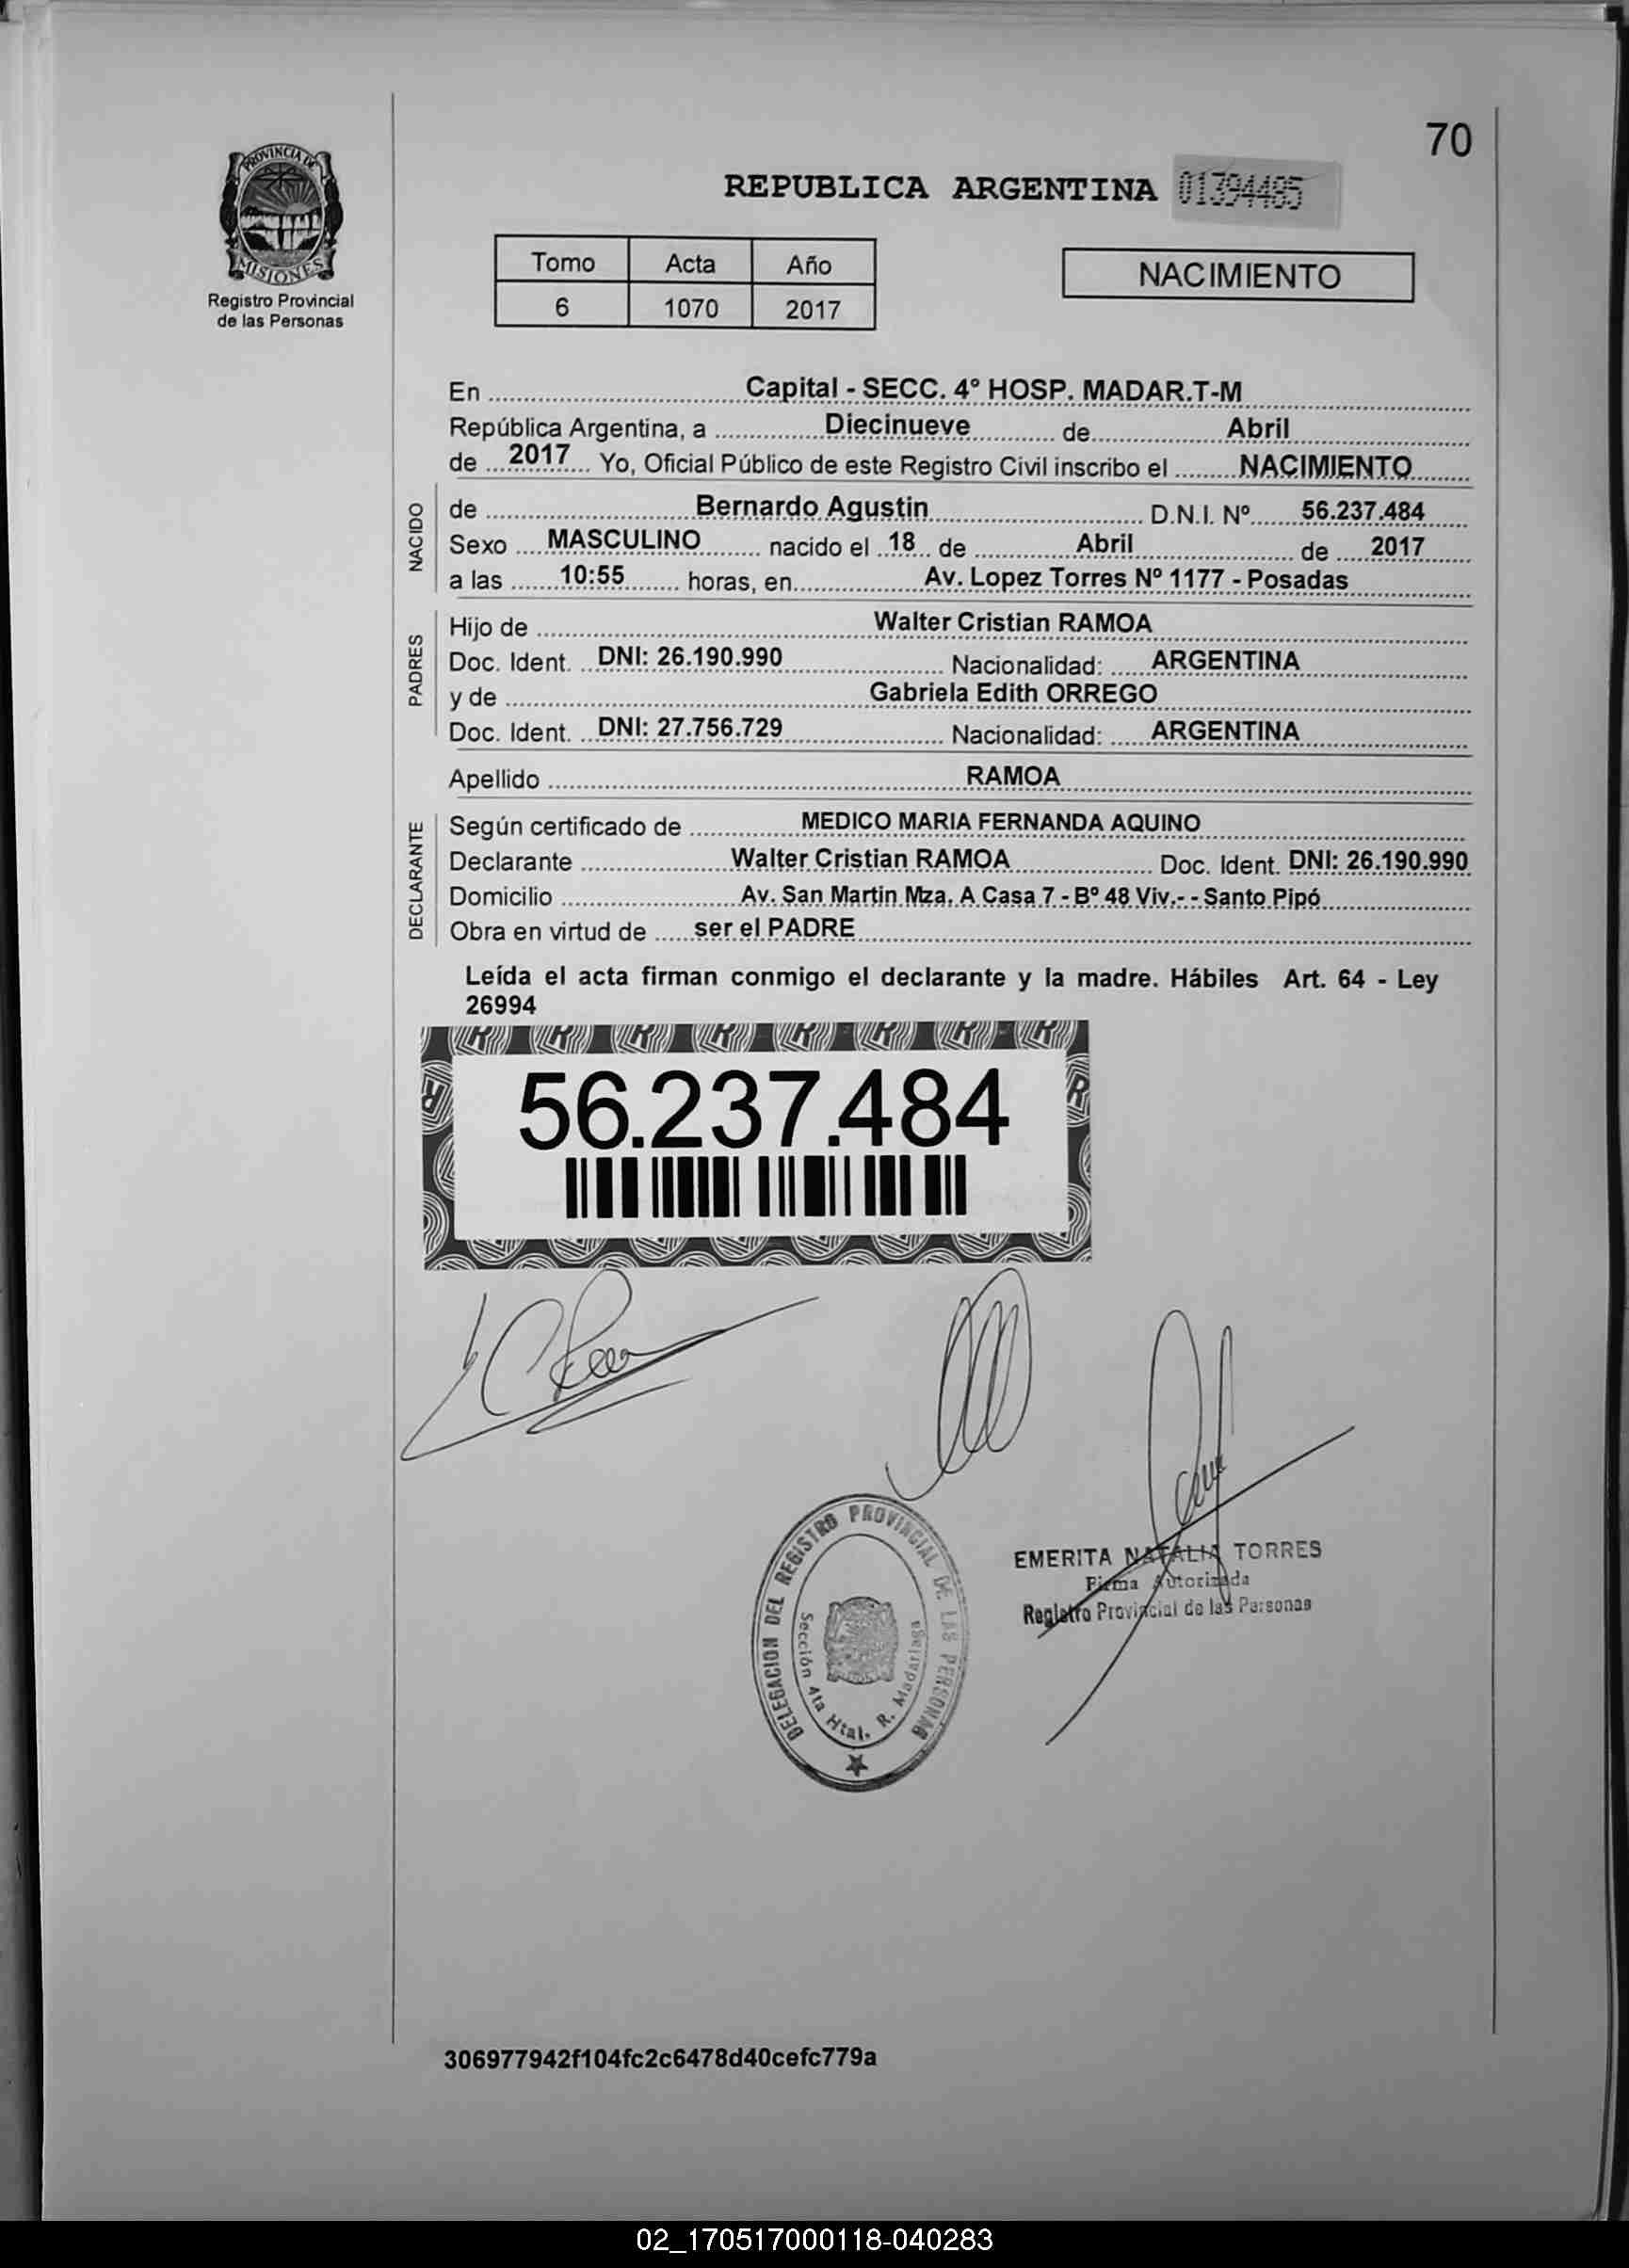 70
PROVINCIA DE
MISIONES
Registro Provincial
de las Personas
REPUBLICA ARGENTINA 01394485
Tomo Acta Año
6 1070 2017
NACIMIENTO
En Capital - SECC. 4º HOSP. MADAR.T-M
República Argentina, a Diecinueve de Abril
de 2017 Yo, Oficial Público de este Registro Civil inscribo el NACIMIENTO
NACIDO
de Bernardo Agustin D.N.I. Nº 56.237.484
Sexo MASCULINO nacido el 18 de Abril de 2017
a las 10:55 horas, en Av. Lopez Torres Nº 1177 - Posadas
PADRES
Hijo de Walter Cristian RAMOA
Doc. Ident. DNI: 26.190.990 Nacionalidad: ARGENTINA
y de Gabriela Edith ORREGO
Doc. Ident. DNI: 27.756.729 Nacionalidad: ARGENTINA
Apellido RAMOA
DECLARANTE
Según certificado de MEDICO MARIA FERNANDA AQUINO
Declarante Walter Cristian RAMOA Doc. Ident. DNI: 26.190.990
Domicilio Av. San Martin Mza. A Casa 7 - Bº 48 Viv.- - Santo Pipó
Obra en virtud de ser el PADRE
Leída el acta firman conmigo el declarante y la madre. Hábiles Art. 64 - Ley
26994
56.237.484
DELEGACION DEL REGISTRO PROVINCIAL DE LAS PERSONAS
Sección 4ta Htal. R. Madariaga
EMERITA NATALIA TORRES
Firma Autorizada
Registro Provincial de las Personas
306977942f104fc2c6478d40cefc779a
02_170517000118-040283